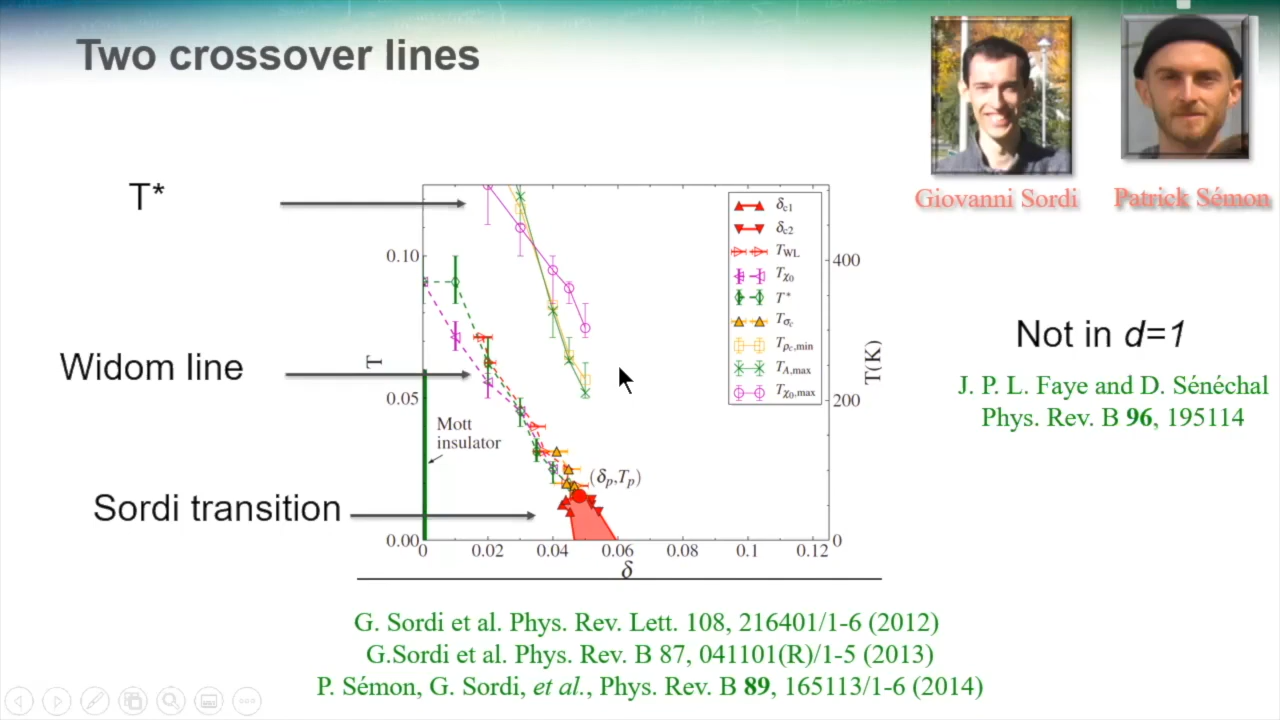 Two crossover lines
Giovanni Sordi
Patrick Sémon
T*
Widom line
Sordi transition
T
0.10
0.05
0.00
0
0.02
0.04
0.06
0.08
0.1
0.12
δ
400
200
0
T(K)
Mott
insulator
(δp,Tp)
δc1
δc2
TWL
Tχ0
T*
Tσc
Tρc,min
TA,max
Tχ0,max
Not in d=1
J. P. L. Faye and D. Sénéchal
Phys. Rev. B 96, 195114
G. Sordi et al. Phys. Rev. Lett. 108, 216401/1-6 (2012)
G.Sordi et al. Phys. Rev. B 87, 041101(R)/1-5 (2013)
P. Sémon, G. Sordi, et al., Phys. Rev. B 89, 165113/1-6 (2014)